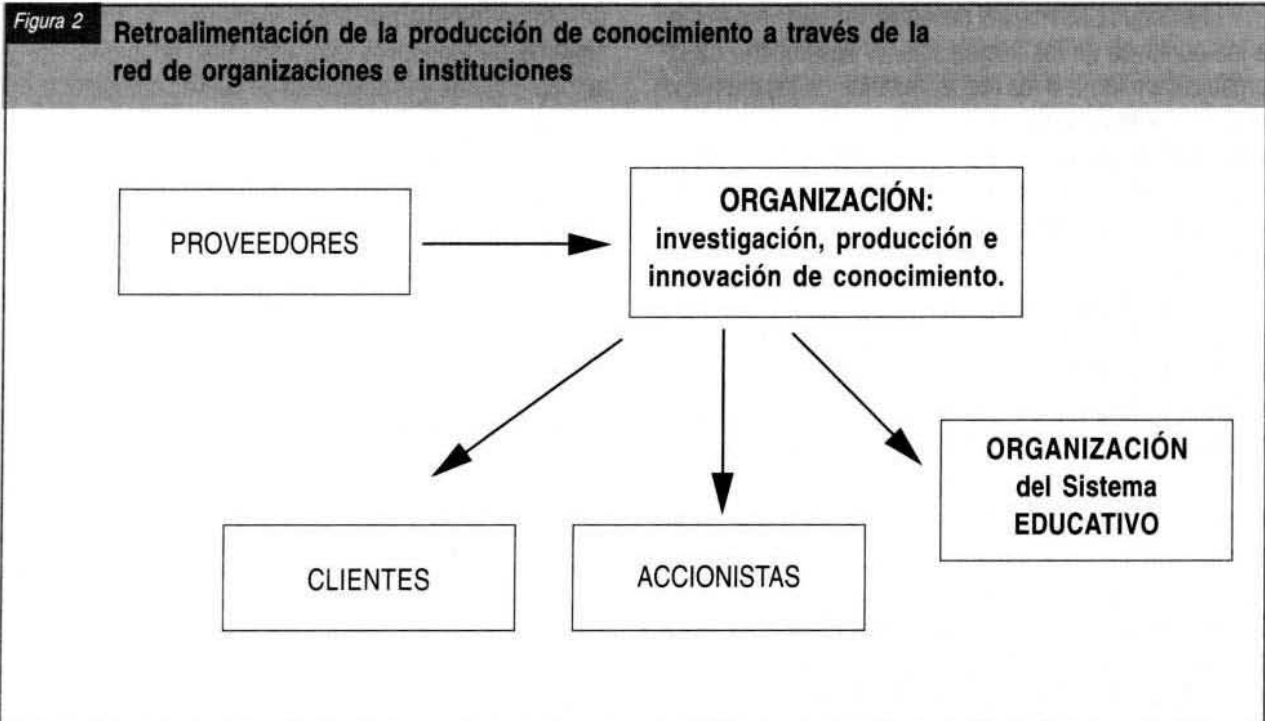 Figura 2
Retroalimentación de la producción de conocimiento a través de la
red de organizaciones e instituciones
PROVEEDORES
ORGANIZACIÓN:
investigación, producción e
innovación de conocimiento.
ORGANIZACIÓN
del Sistema
EDUCATIVO
CLIENTES
ACCIONISTAS